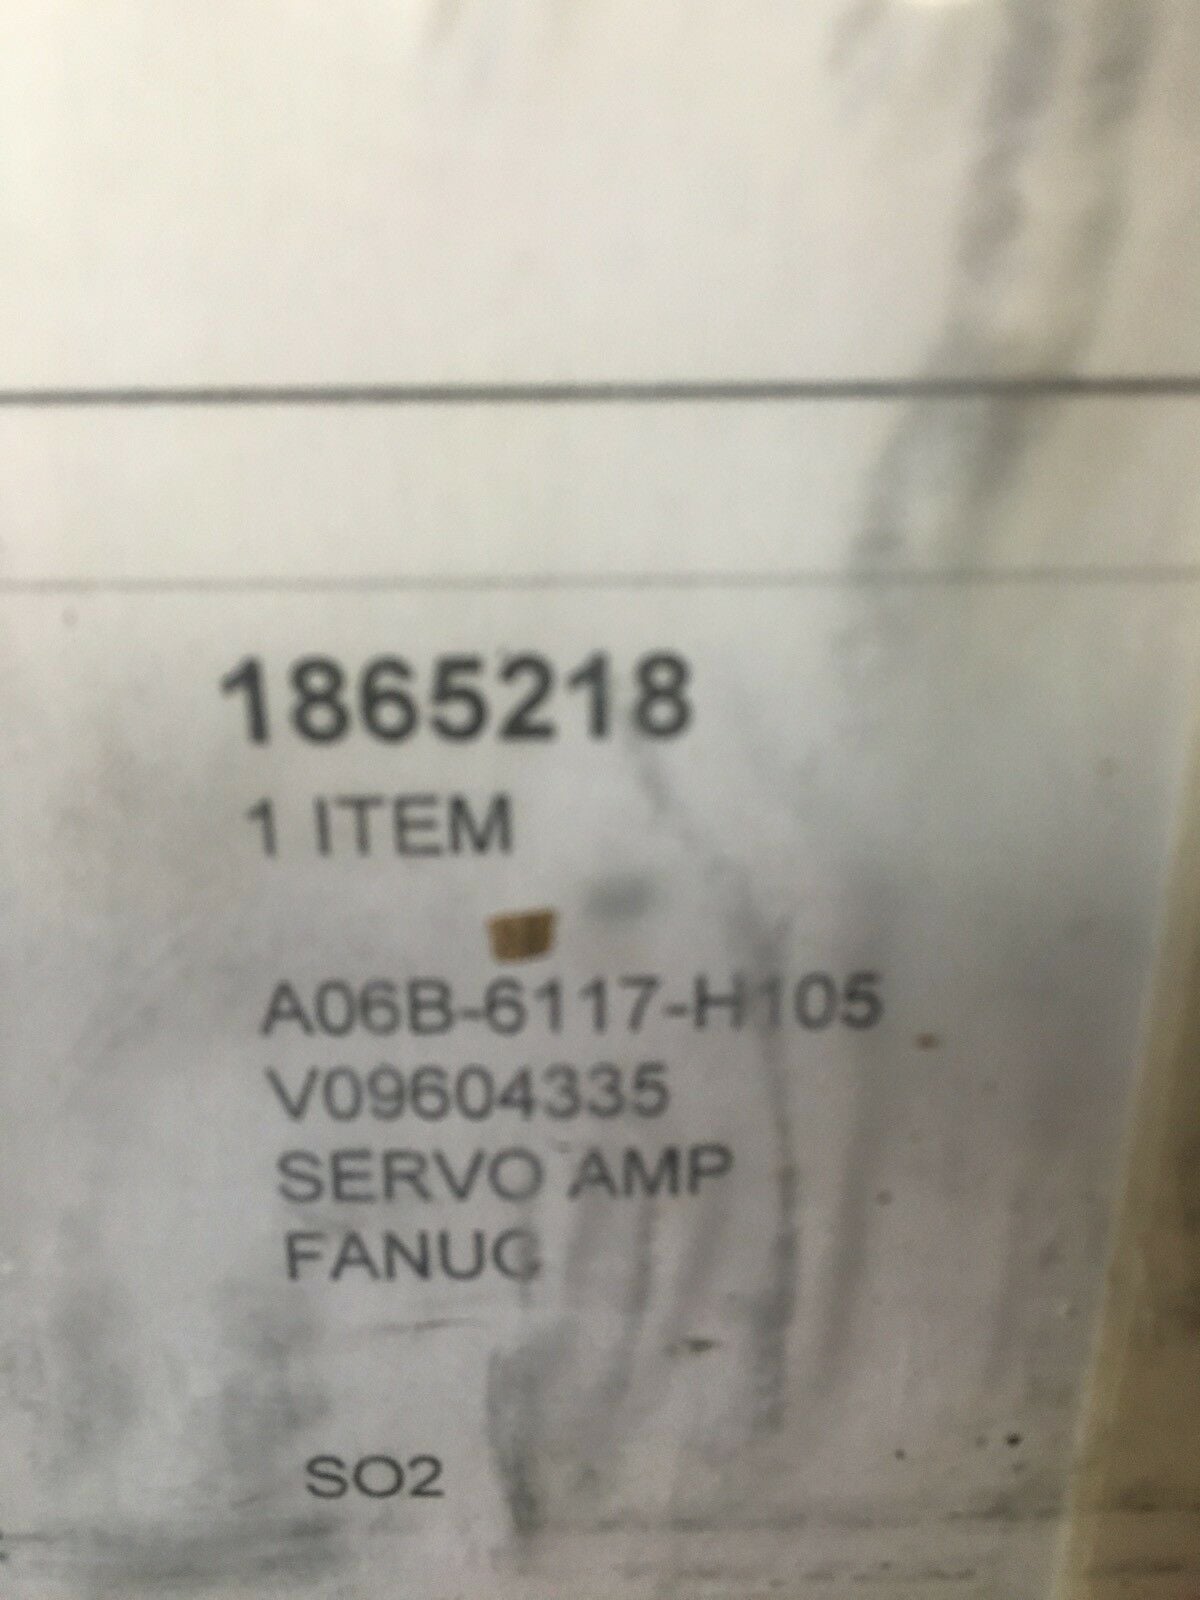 1865218
1 ITEM
A06B-6117-H105
V09604335
SERVO AMP
FANUC
SO2